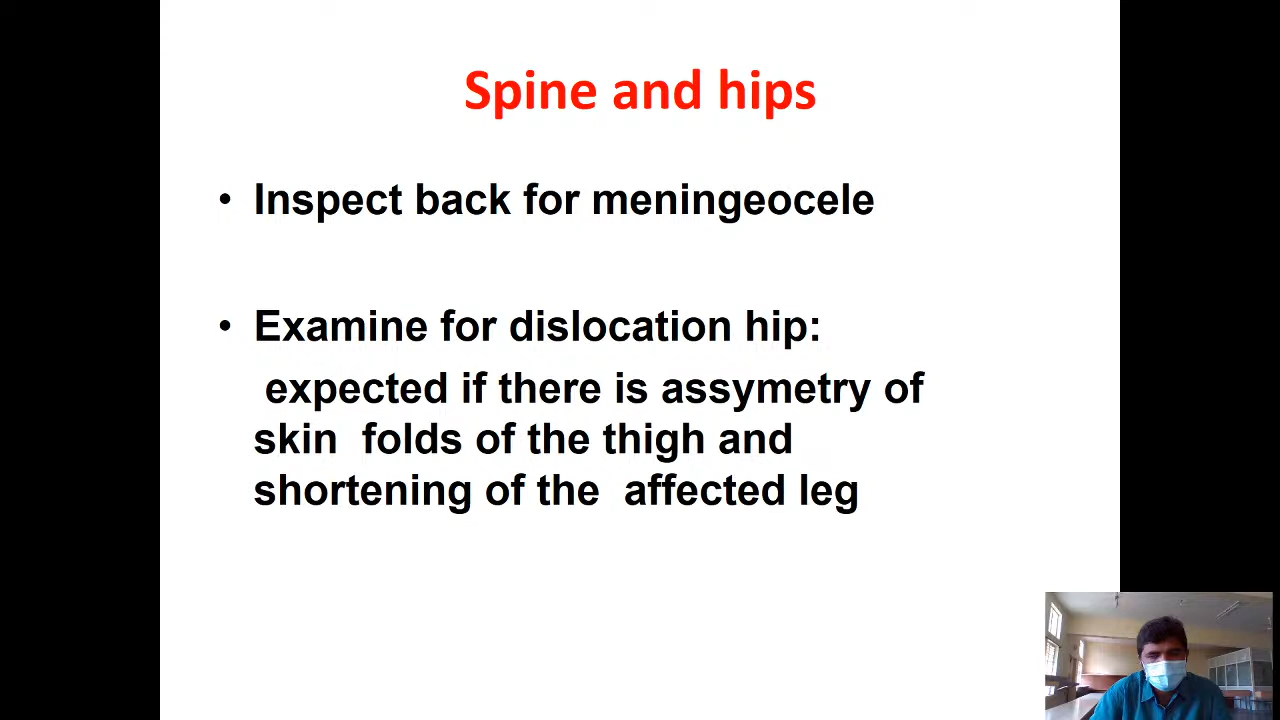 Spine and hips
• Inspect back for meningeocele
• Examine for dislocation hip:
expected if there is assymetry of
skin folds of the thigh and
shortening of the affected leg